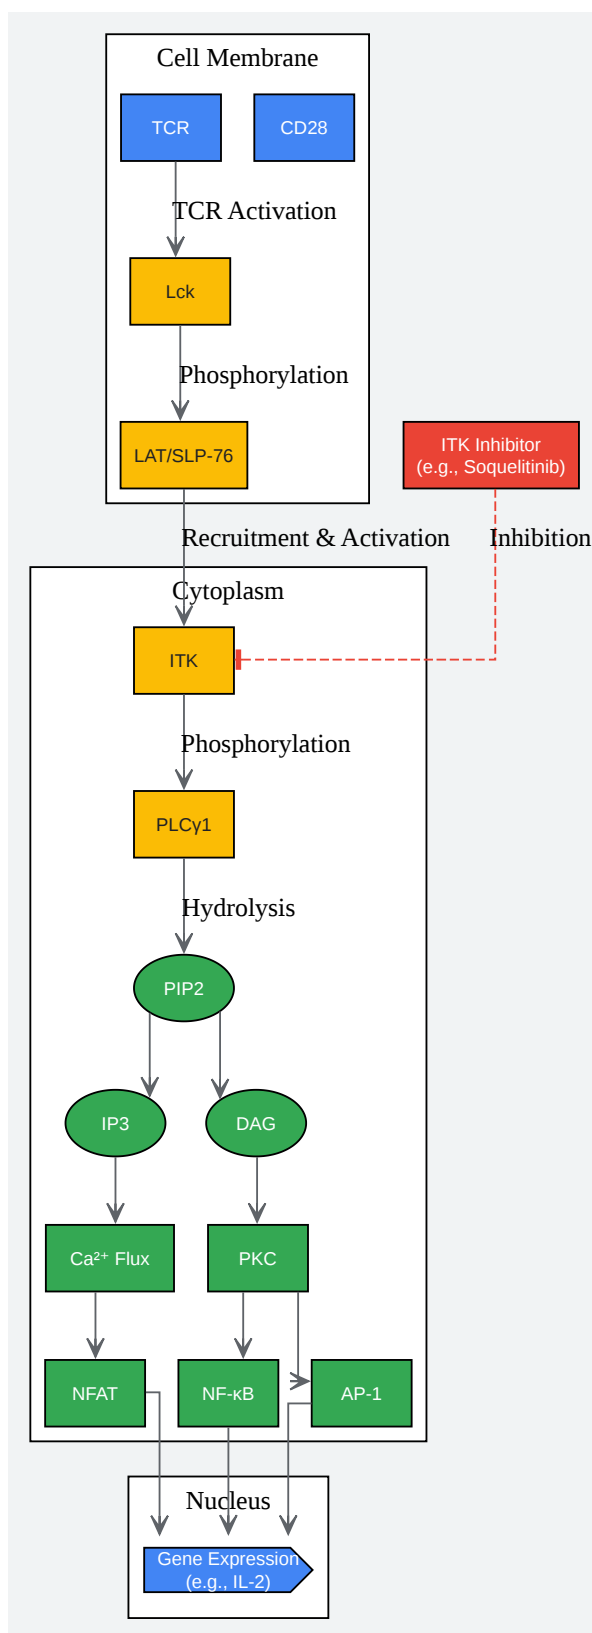 Cell Membrane
TCR
CD28
TCR Activation
Lck
Phosphorylation
LAT/SLP-76
ITK Inhibitor
(e.g., Soquelitinib)
Recruitment & Activation
Inhibition
Cytoplasm
ITK
Phosphorylation
PLCγ1
Hydrolysis
PIP2
IP3
DAG
Ca²⁺ Flux
PKC
NFAT
NF-κB
AP-1
Nucleus
Gene Expression
(e.g., IL-2)